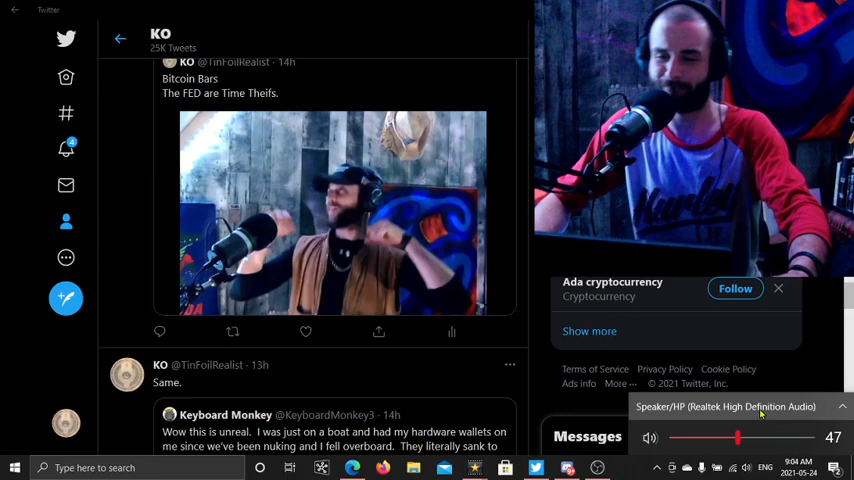 Twitter
KO
25K Tweets
KO @TinFoilRealist · 14h
Bitcoin Bars
The FED are Time Theifs.
4
KO @TinFoilRealist · 13h
Same.
Keyboard Monkey @KeyboardMonkey3 · 14h
Wow this is unreal. I was just on a boat and had my hardware wallets on
me since we've been nuking and I fell overboard. They literally sank to
Hurley
Ada cryptocurrency
Cryptocurrency
Follow
Show more
Terms of Service Privacy Policy Cookie Policy
Ads info More ··· © 2021 Twitter, Inc.
Speaker/HP (Realtek High Definition Audio)
Messages
47
Type here to search
ENG
9:04 AM
2021-05-24
2